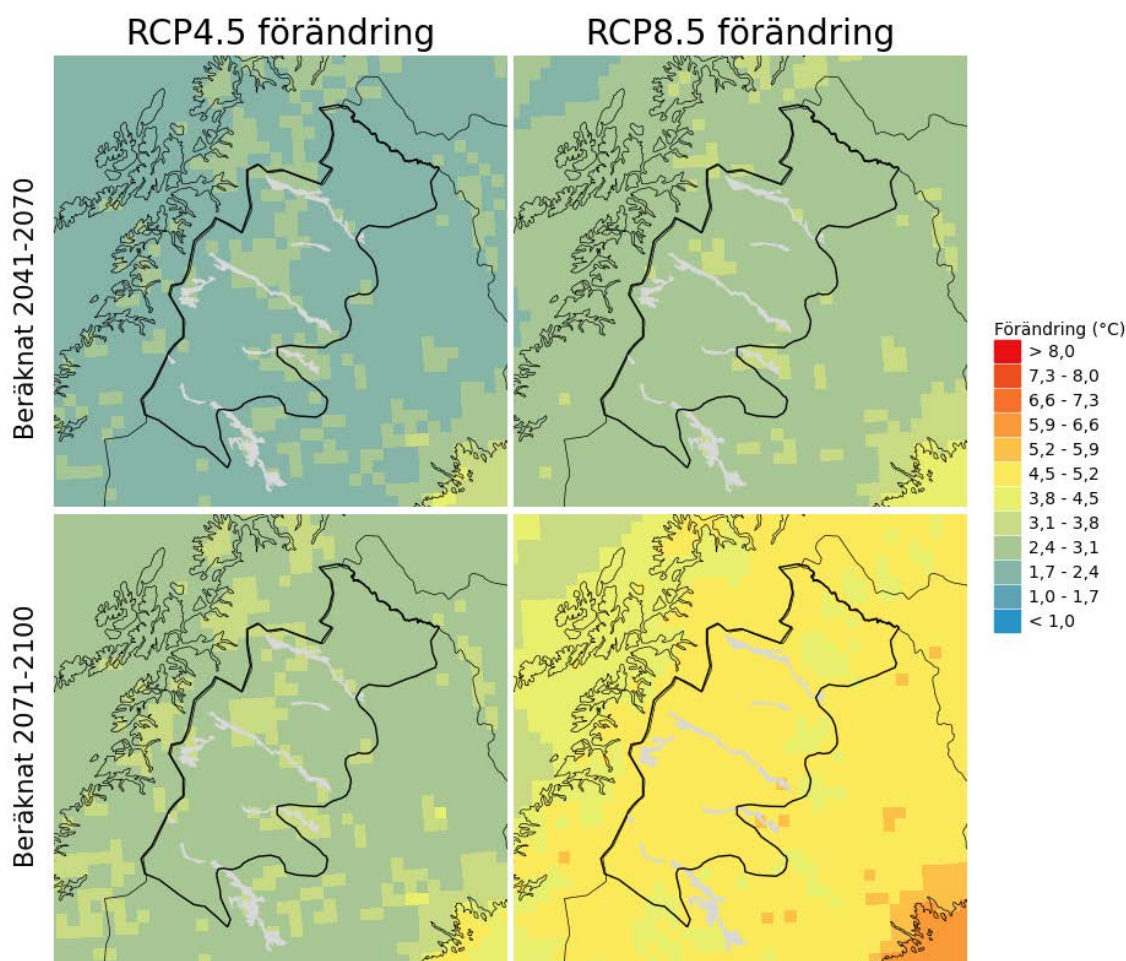 RCP4.5 förändring
RCP8.5 förändring
Beräknat 2041-2070
Beräknat 2071-2100
Förändring (°C)
> 8,0
7,3 - 8,0
6,6 - 7,3
5,9 - 6,6
5,2 - 5,9
4,5 - 5,2
3,8 - 4,5
3,1 - 3,8
2,4 - 3,1
1,7 - 2,4
1,0 - 1,7
< 1,0